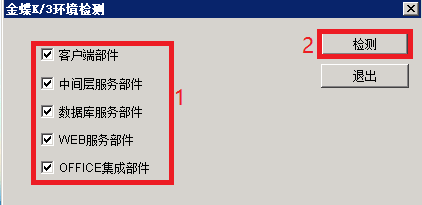 金蝶K/3环境检测
客户端部件
中间层服务部件
数据库服务部件
WEB服务部件
OFFICE集成部件
1
2
检测
退出